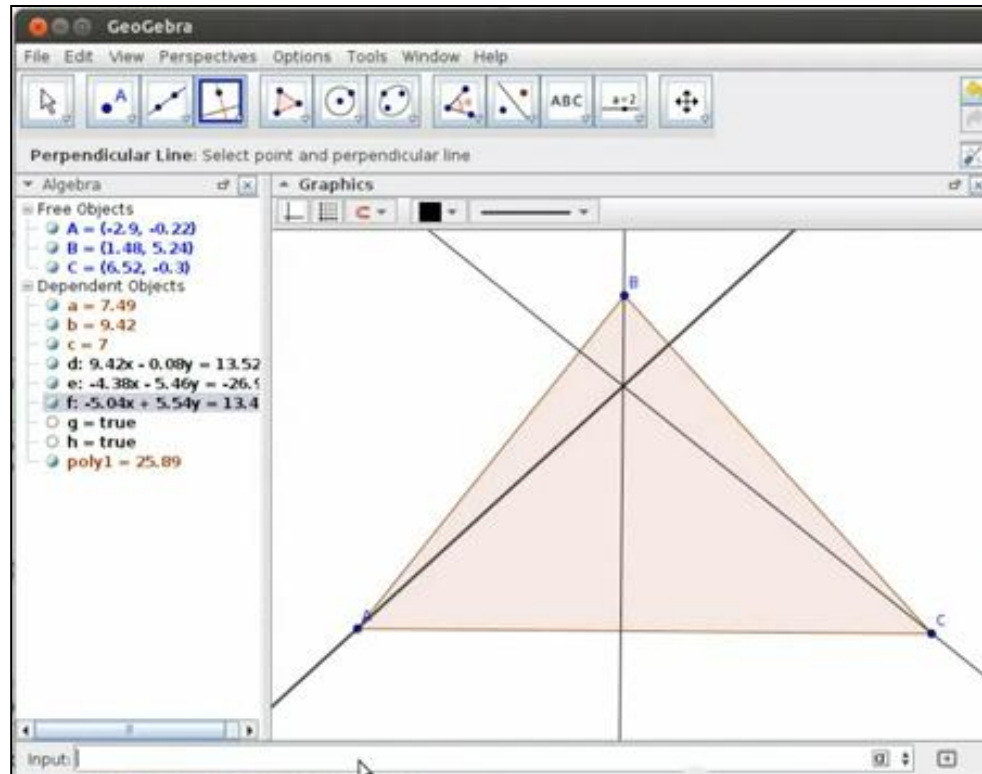 GeoGebra
File Edit View Perspectives Options Tools Window Help
A ABC a=2
Perpendicular Line: Select point and perpendicular line
Algebra
Graphics
Free Objects
A = (-2.9, -0.22)
B = (1.48, 5.24)
C = (6.52, -0.3)
Dependent Objects
a = 7.49
b = 9.42
c = 7
d: 9.42x - 0.08y = 13.52
e: -4.38x - 5.46y = -26.9
f: -5.04x + 5.54y = 13.4
g = true
h = true
poly1 = 25.89
B
A
C
Input:
α